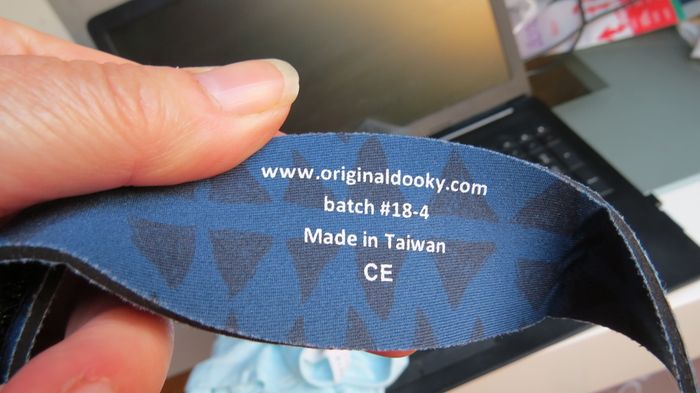 www.originaldooky.com
batch #18-4
Made in Taiwan
CE